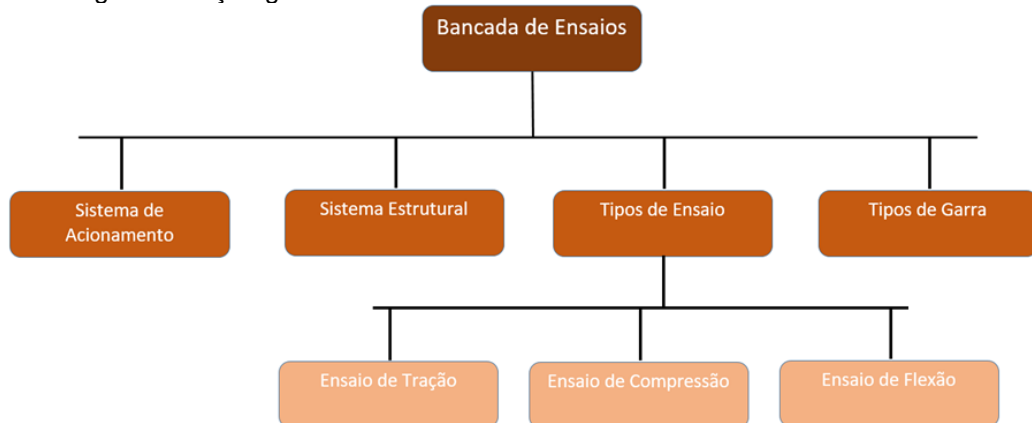 Bancada de Ensaios
Sistema de
Acionamento
Sistema Estrutural
Tipos de Ensaio
Tipos de Garra
Ensaio de Tração
Ensaio de Compressão
Ensaio de Flexão